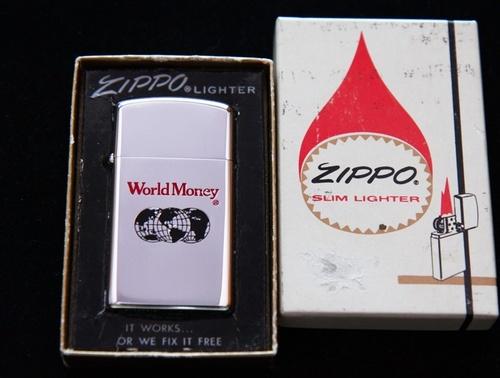 ZIPPO® LIGHTER
World Money®
IT WORKS...
OR WE FIX IT FREE
ZIPPO®
SLIM LIGHTER